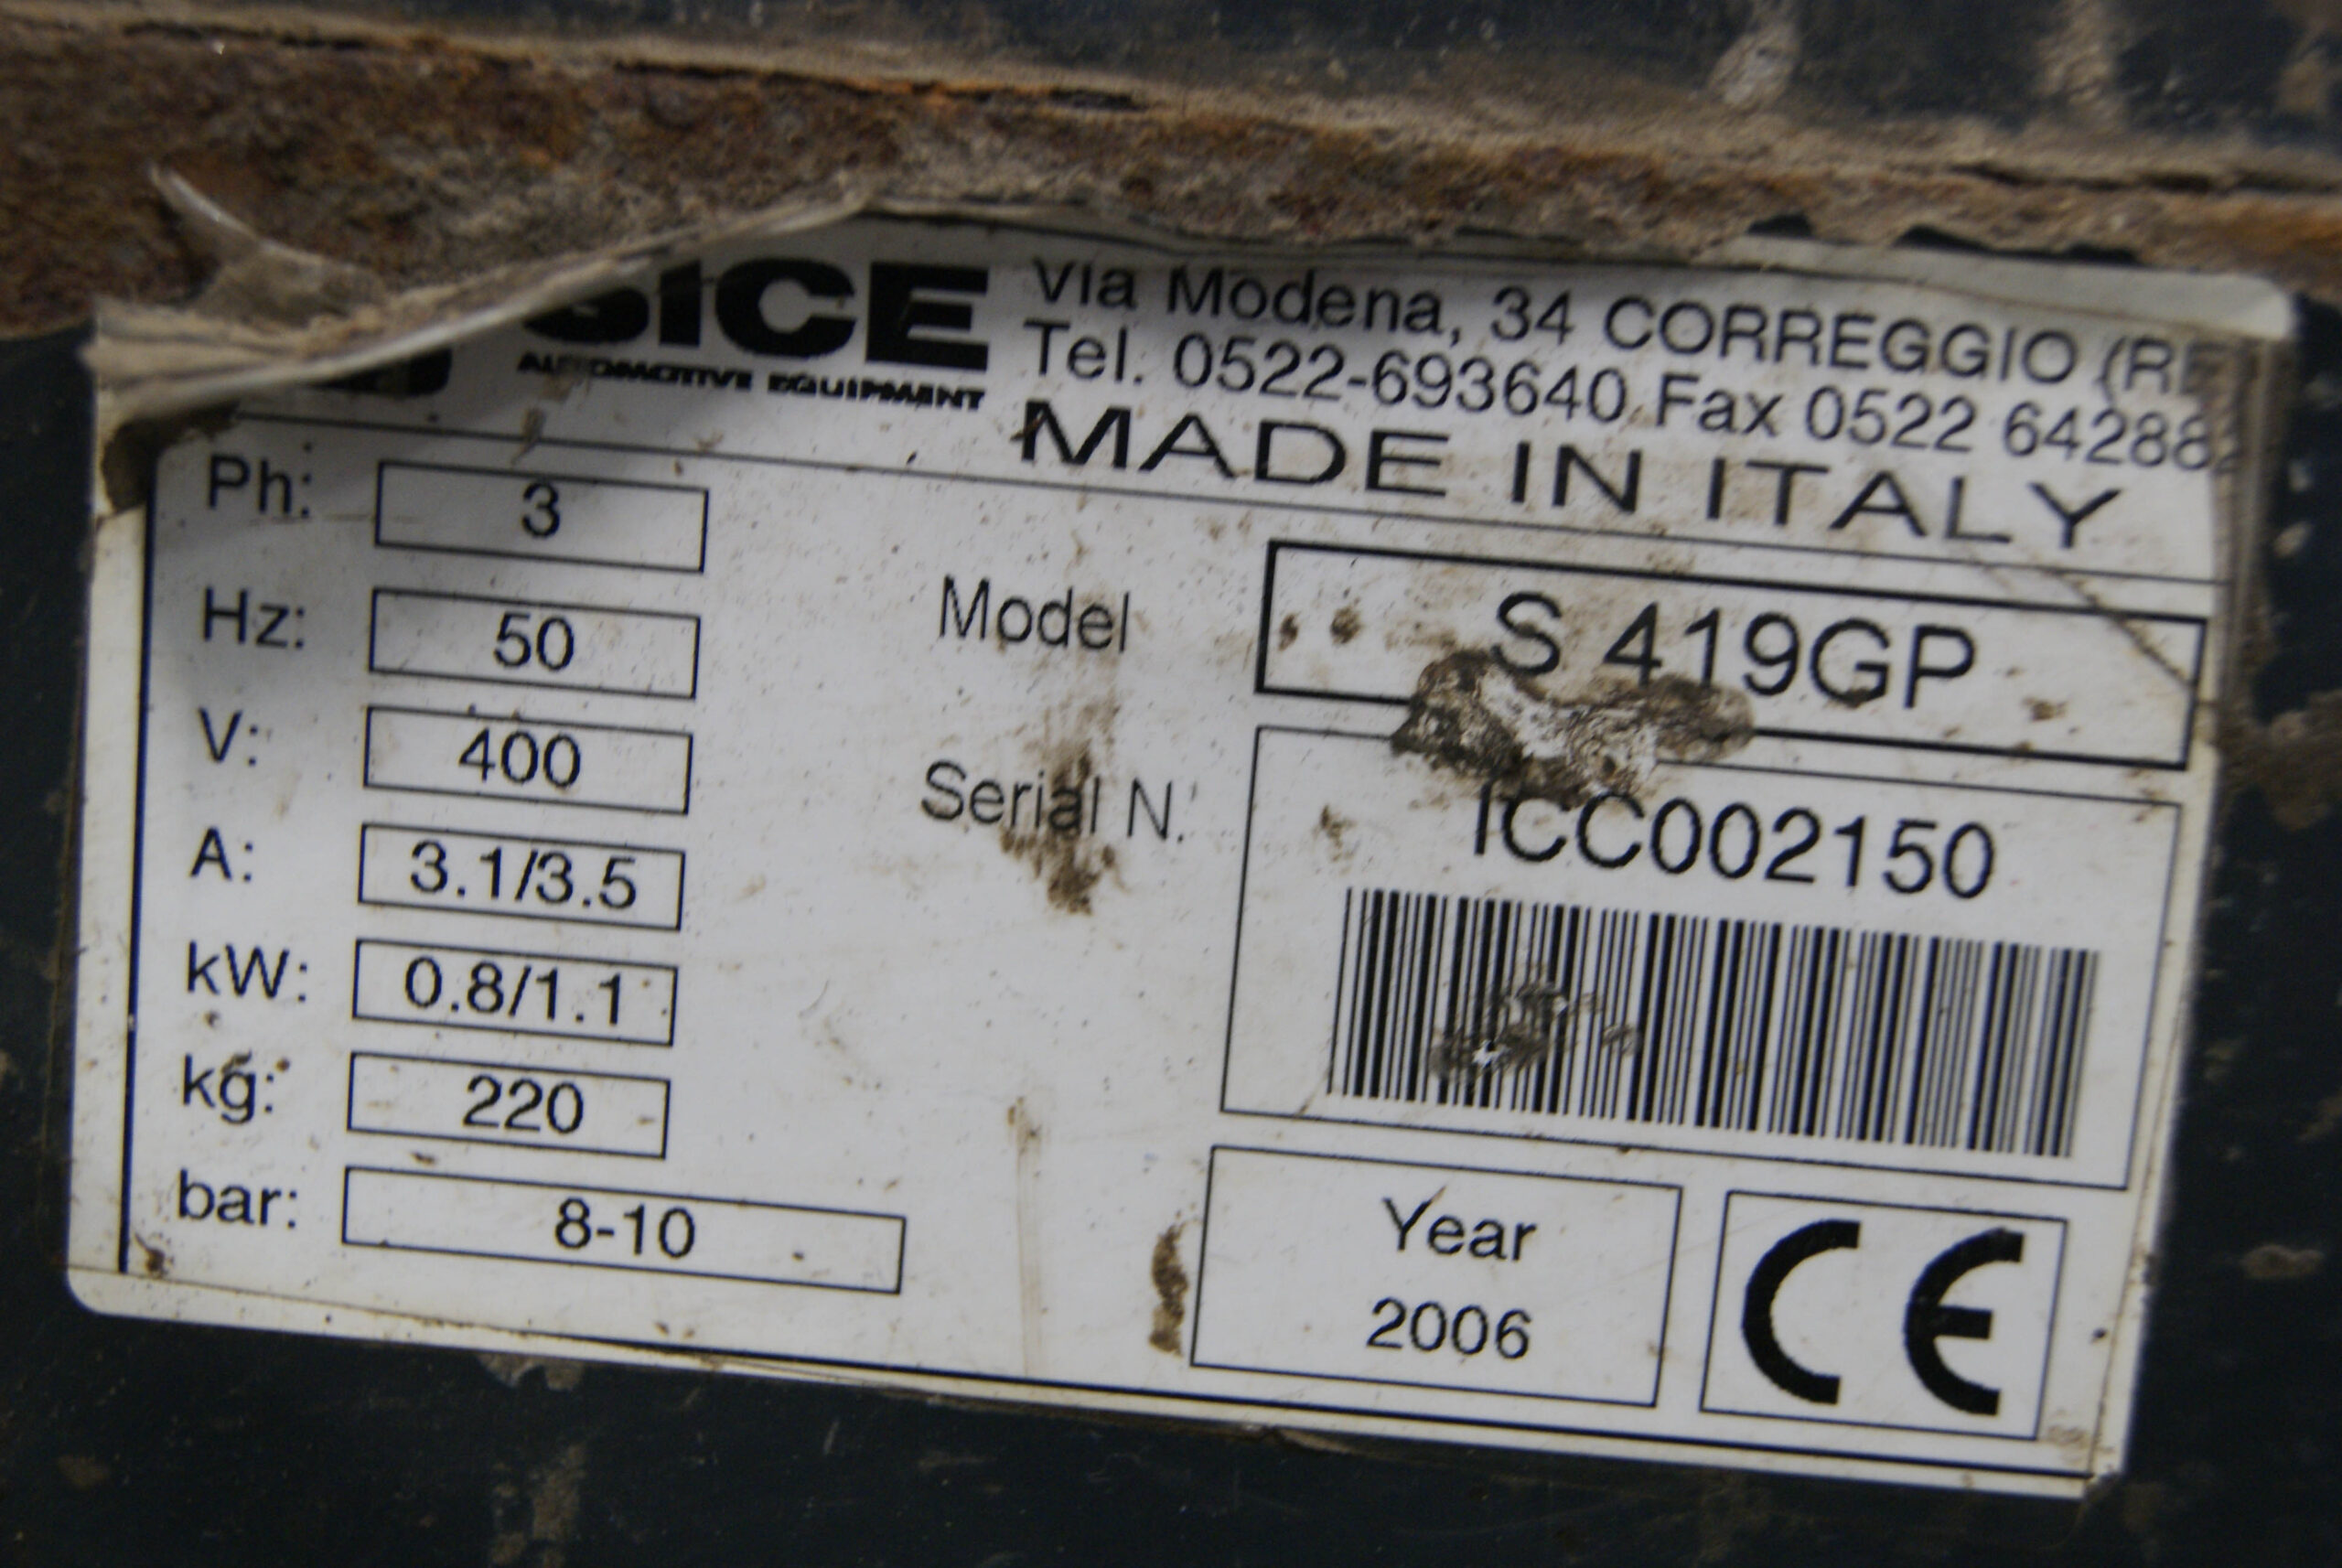 SICE
AUTOMOTIVE EQUIPMENT
Via Modena, 34 CORREGGIO (RE
Tel. 0522-693640 Fax 0522 64288
MADE IN ITALY
Ph: 3
Hz: 50
V: 400
A: 3.1/3.5
kW: 0.8/1.1
kg: 220
bar: 8-10
Model S 419GP
Serial N. ICC002150
Year
2006
CE